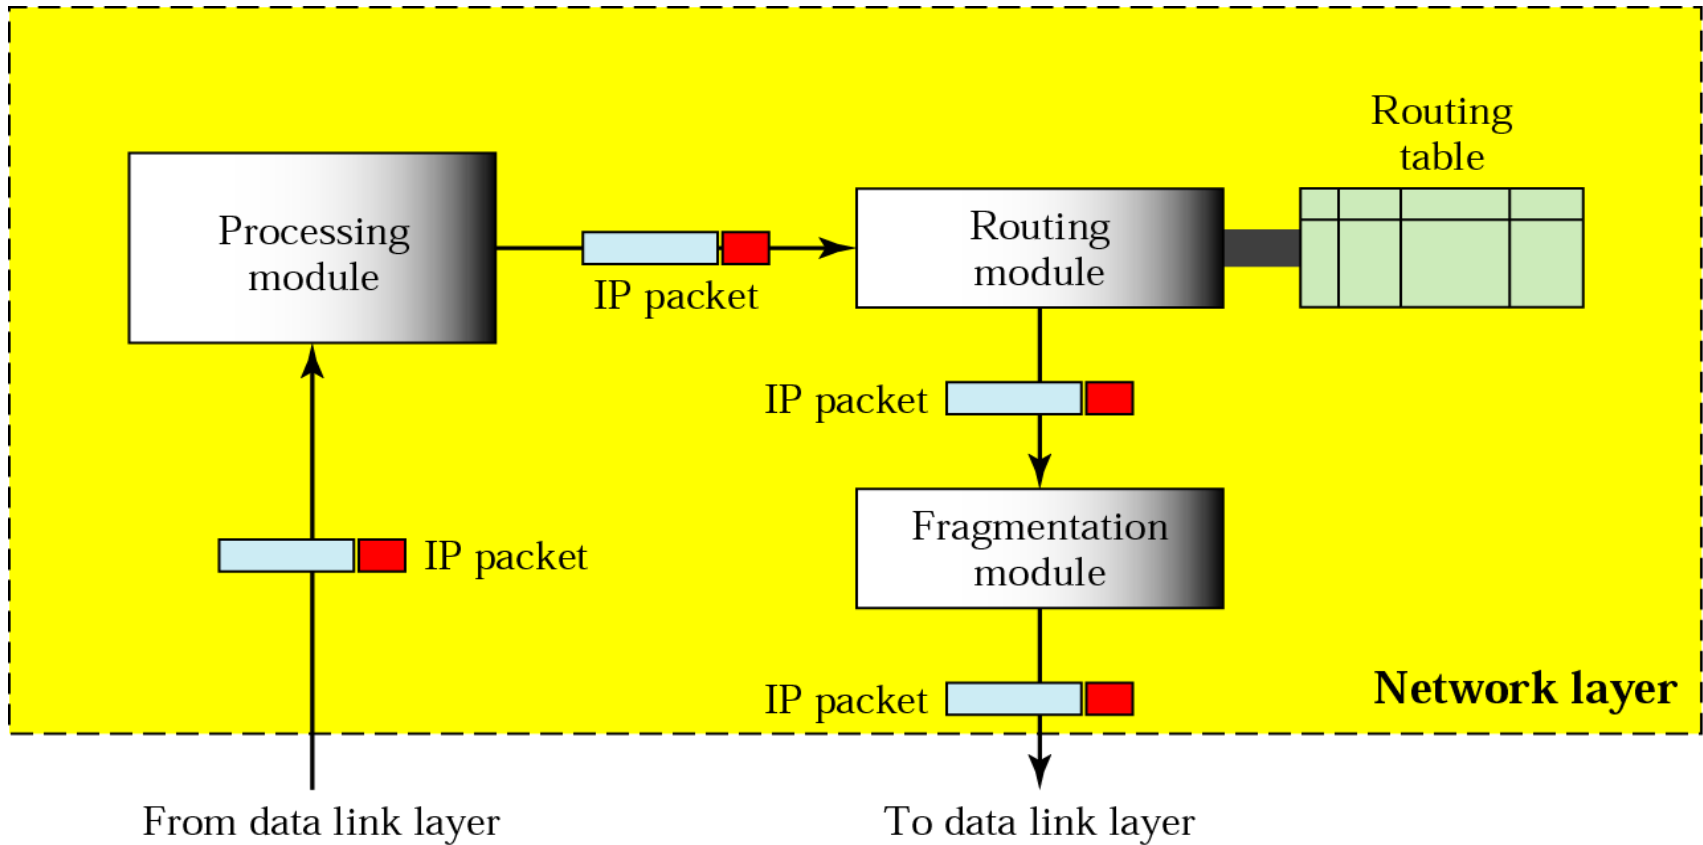 Routing
table
Processing
module
IP packet
Routing
module
IP packet
Fragmentation
module
IP packet
IP packet
Network layer
From data link layer
To data link layer